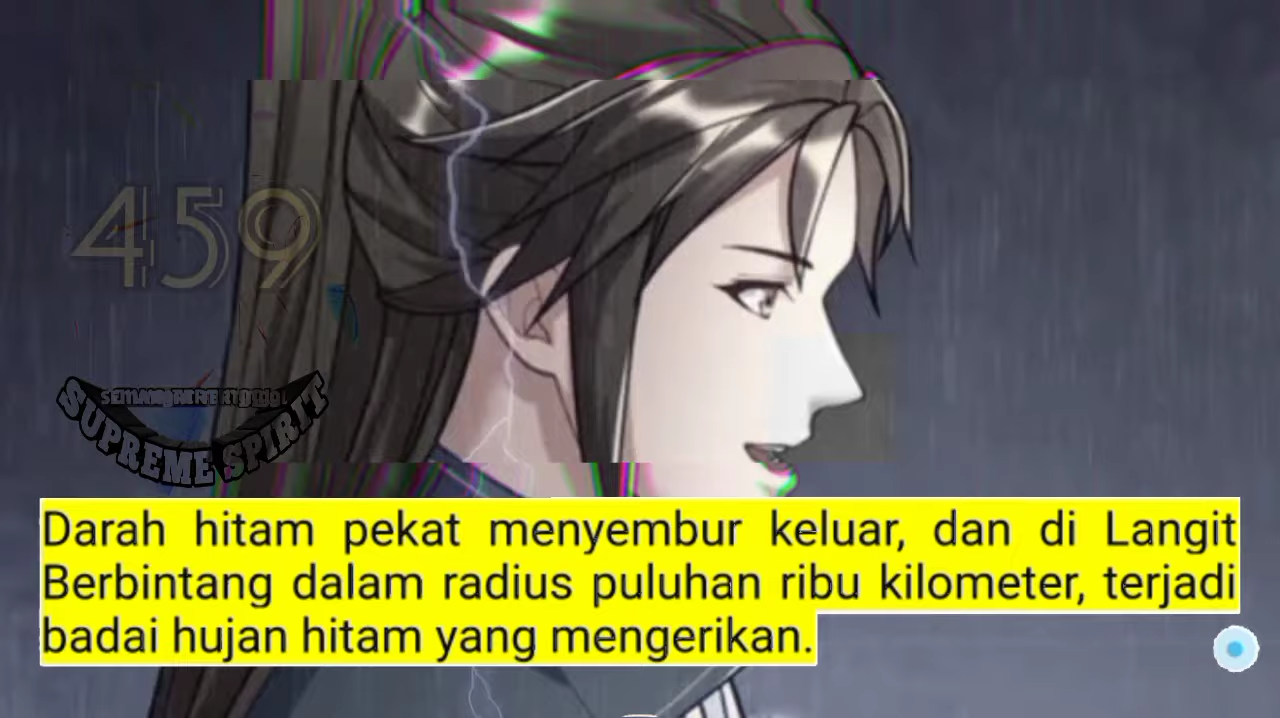 459
SUPREME SPIRIT
Darah hitam pekat menyembur keluar, dan di Langit
Berbintang dalam radius puluhan ribu kilometer, terjadi
badai hujan hitam yang mengerikan.